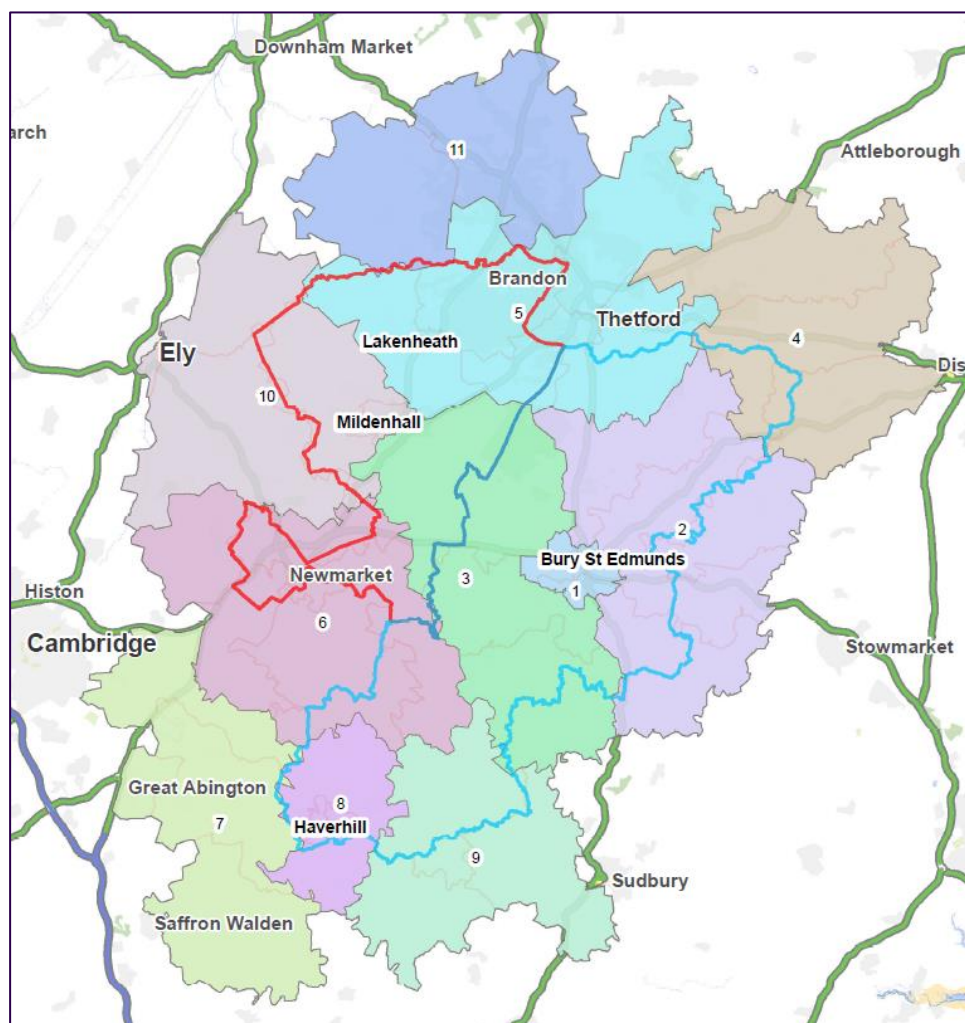 Downham Market
arch
11
Attleborough
Brandon
5
Thetford
4
Lakenheath
Ely
Dis
10
Mildenhall
2
Bury St Edmunds
Newmarket
3
1
Histon
6
Cambridge
Stowmarket
Great Abington
8
7
Haverhill
9
Sudbury
Saffron Walden